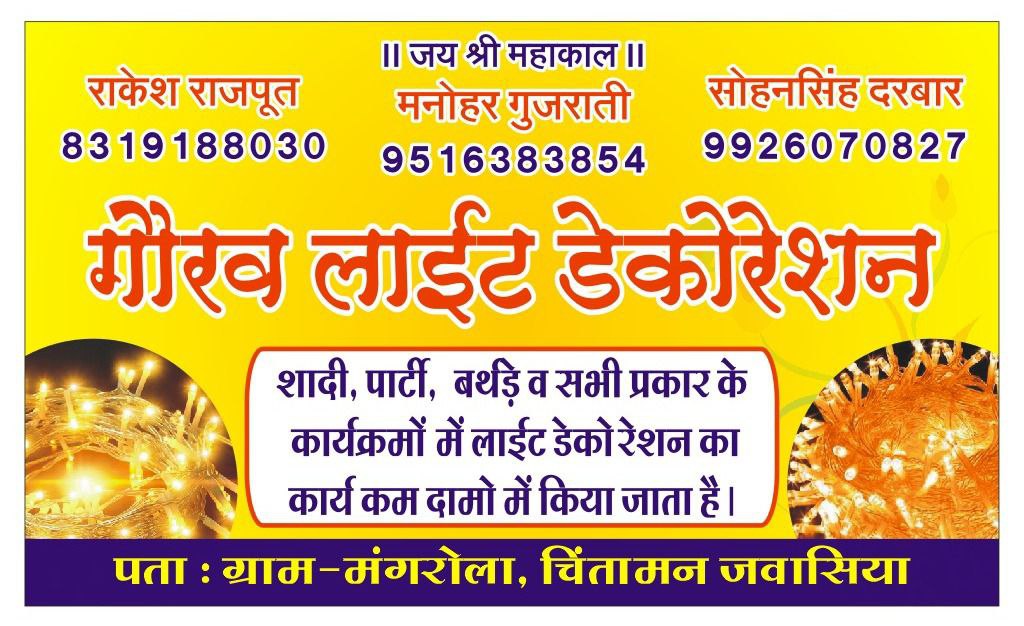 ॥ जय श्री महाकाल ॥
राकेश राजपूत
8319188030
मनोहर गुजराती
9516383854
सोहनसिंह दरबार
9926070827
गौरव लाईट डेकोरेशन
शादी, पार्टी, बर्थड़े व सभी प्रकार के
कार्यक्रमों में लाईट डेकोरेशन का
कार्य कम दामो में किया जाता है।
पता : ग्राम-मंगरोला, चिंतामन जवासिया